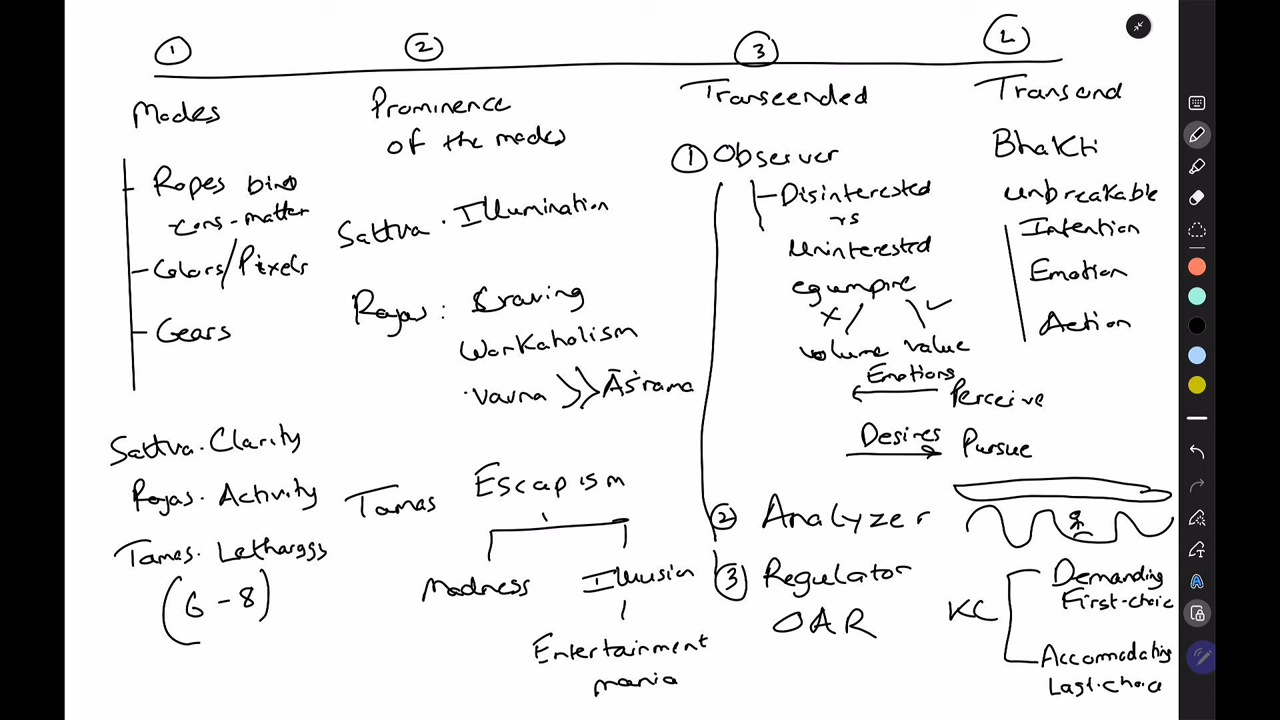 1
Modes
Ropes bind
cons-matter
Colors/Pixels
Gears
Sattva. Clarity
Rajas. Activity
Tamas. Lethargy
(6-8)
2
Prominence
of the modes
Sattva. Illumination
Rajas: Craving
Workaholism
Varna >> Āśrama
Tamas
Escapism
Madness
Illusion
Entertainment
mania
3
Transcended
① Observer
Disinterested
vs
Uninterested
eg umpire
x ✓
volume value
Emotions
Perceive
Desires
Pursue
② Analyzer
③ Regulator
OAR
Transcend
Bhakti
unbreakable
Intention
Emotion
Action
KC
Demanding
First-choice
Accomodating
Last-choice